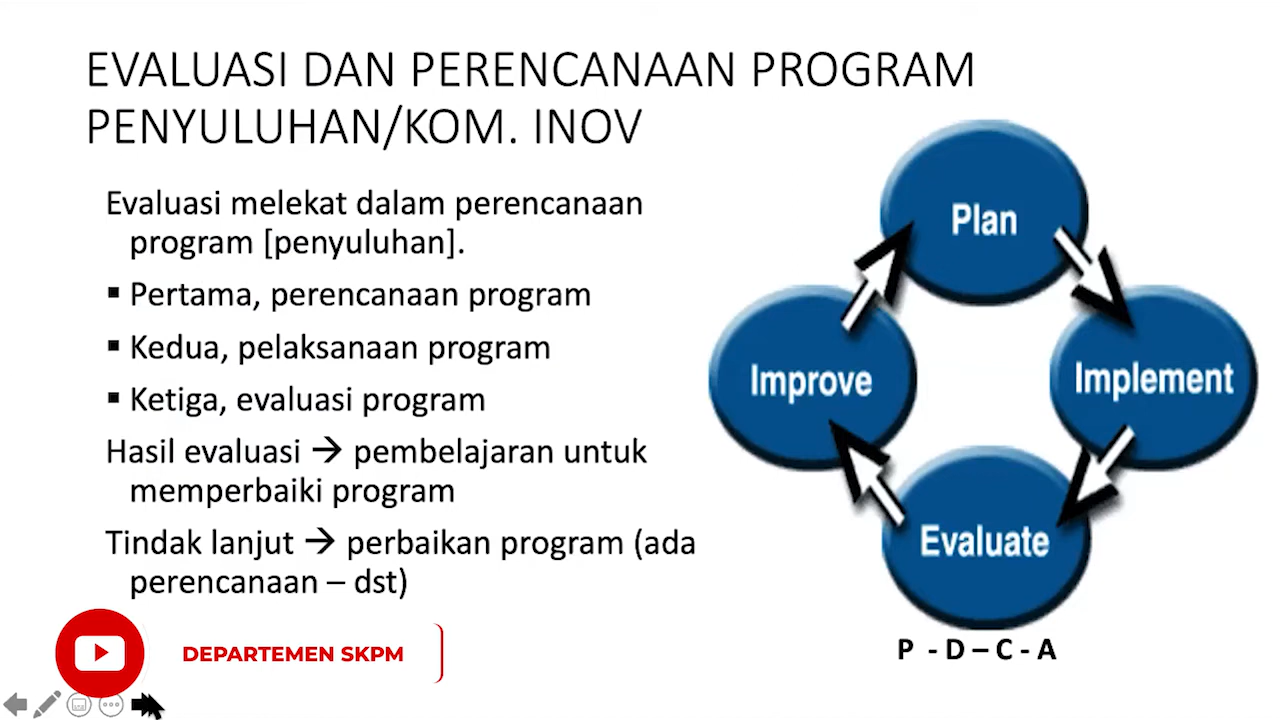 EVALUASI DAN PERENCANAAN PROGRAM
PENYULUHAN/KOM. INOV
Evaluasi melekat dalam perencanaan
program [penyuluhan].
▪ Pertama, perencanaan program
▪ Kedua, pelaksanaan program
▪ Ketiga, evaluasi program
Hasil evaluasi → pembelajaran untuk
memperbaiki program
Tindak lanjut → perbaikan program (ada
perencanaan – dst)
Plan
Implement
Evaluate
Improve
P - D – C - A
DEPARTEMEN SKPM